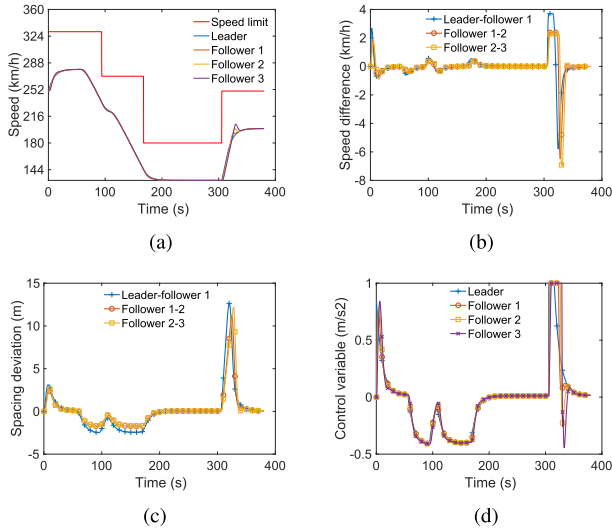 360
324
288
252
216
180
144
0
100
200
300
400
Speed (km/h)
Time (s)
Speed limit
Leader
Follower 1
Follower 2
Follower 3
(a)
4
2
0
-2
-4
-6
-8
0
100
200
300
400
Speed difference (km/h)
Time (s)
Leader-follower 1
Follower 1-2
Follower 2-3
(b)
15
10
5
0
-5
0
100
200
300
400
Spacing deviation (m)
Time (s)
Leader-follower 1
Follower 1-2
Follower 2-3
(c)
1
0.5
0
-0.5
0
100
200
300
400
Control variable (m/s2)
Time (s)
Leader
Follower 1
Follower 2
Follower 3
(d)